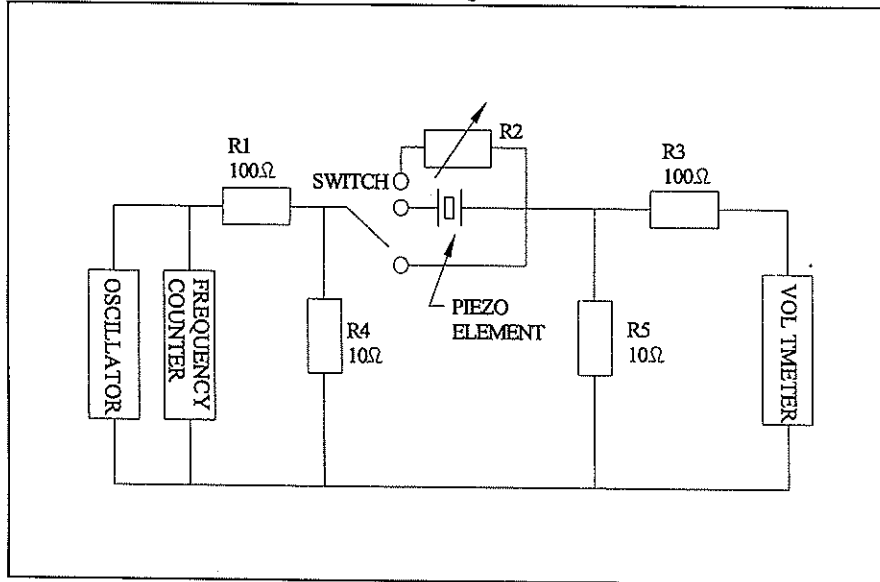 R1
100Ω
SWITCH
R2
R3
100Ω
OSCILLATOR
FREQUENCY
COUNTER
R4
10Ω
PIEZO
ELEMENT
R5
10Ω
VOL TMETER